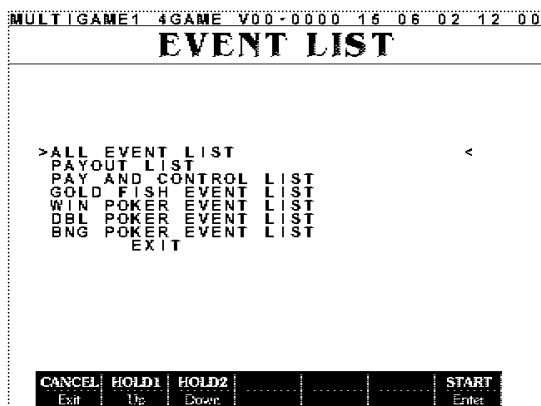 MULTIGAME1 4GAME V00-0000 15 06 02 12 00
EVENT LIST
>ALL EVENT LIST <
PAYOUT LIST
PAY AND CONTROL LIST
GOLD FISH EVENT LIST
WIN POKER EVENT LIST
DBL POKER EVENT LIST
BNG POKER EVENT LIST
EXIT
CANCEL HOLD1 HOLD2 START
Exit Up Down Enter